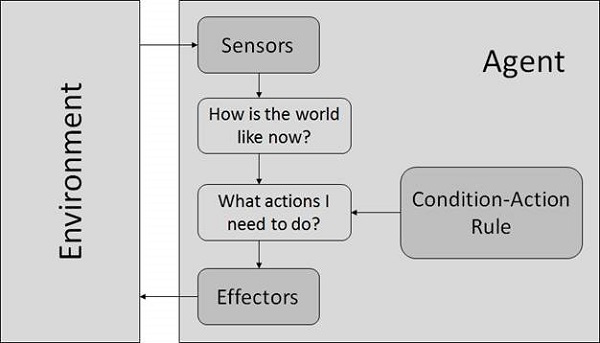 Environment
Sensors
Agent
How is the world
like now?
What actions I
need to do?
Condition-Action
Rule
Effectors